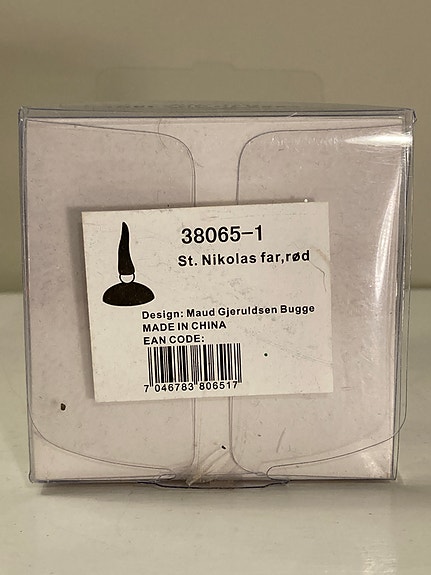 38065-1
St. Nikolas far,rød
Design: Maud Gjeruldsen Bugge
MADE IN CHINA
EAN CODE:
7 046783 806517